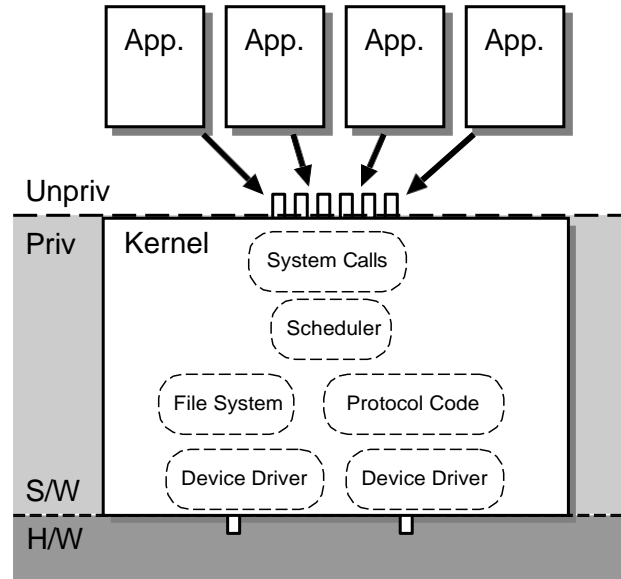 App. App. App. App.
Unpriv
Priv
Kernel
System Calls
Scheduler
File System
Protocol Code
Device Driver
Device Driver
S/W
H/W